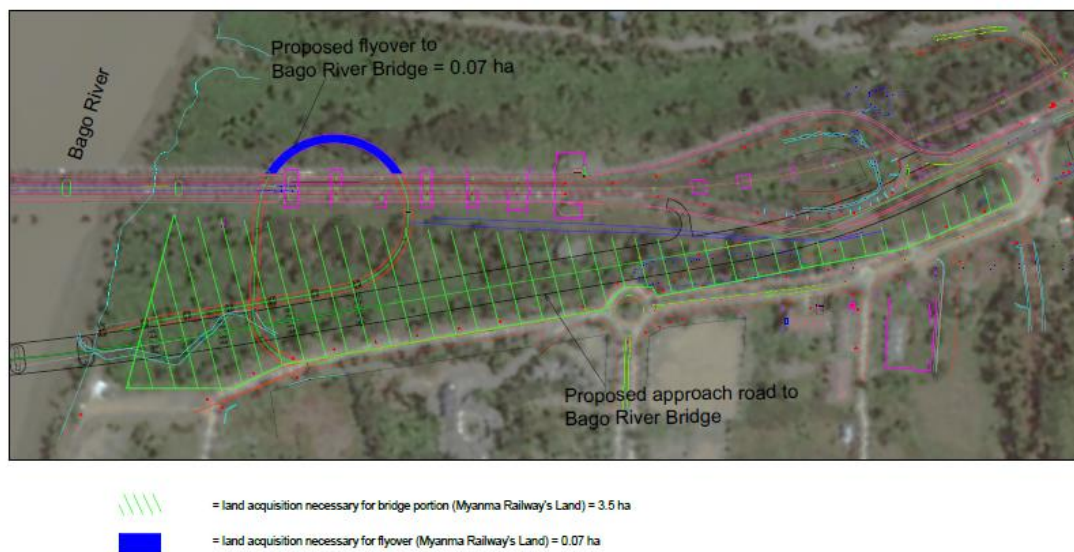 Proposed flyover to
Bago River Bridge = 0.07 ha
Bago River
Proposed approach road to
Bago River Bridge
= land acquisition necessary for bridge portion (Myanma Railway's Land) = 3.5 ha
= land acquisition necessary for flyover (Myanma Railway's Land) = 0.07 ha